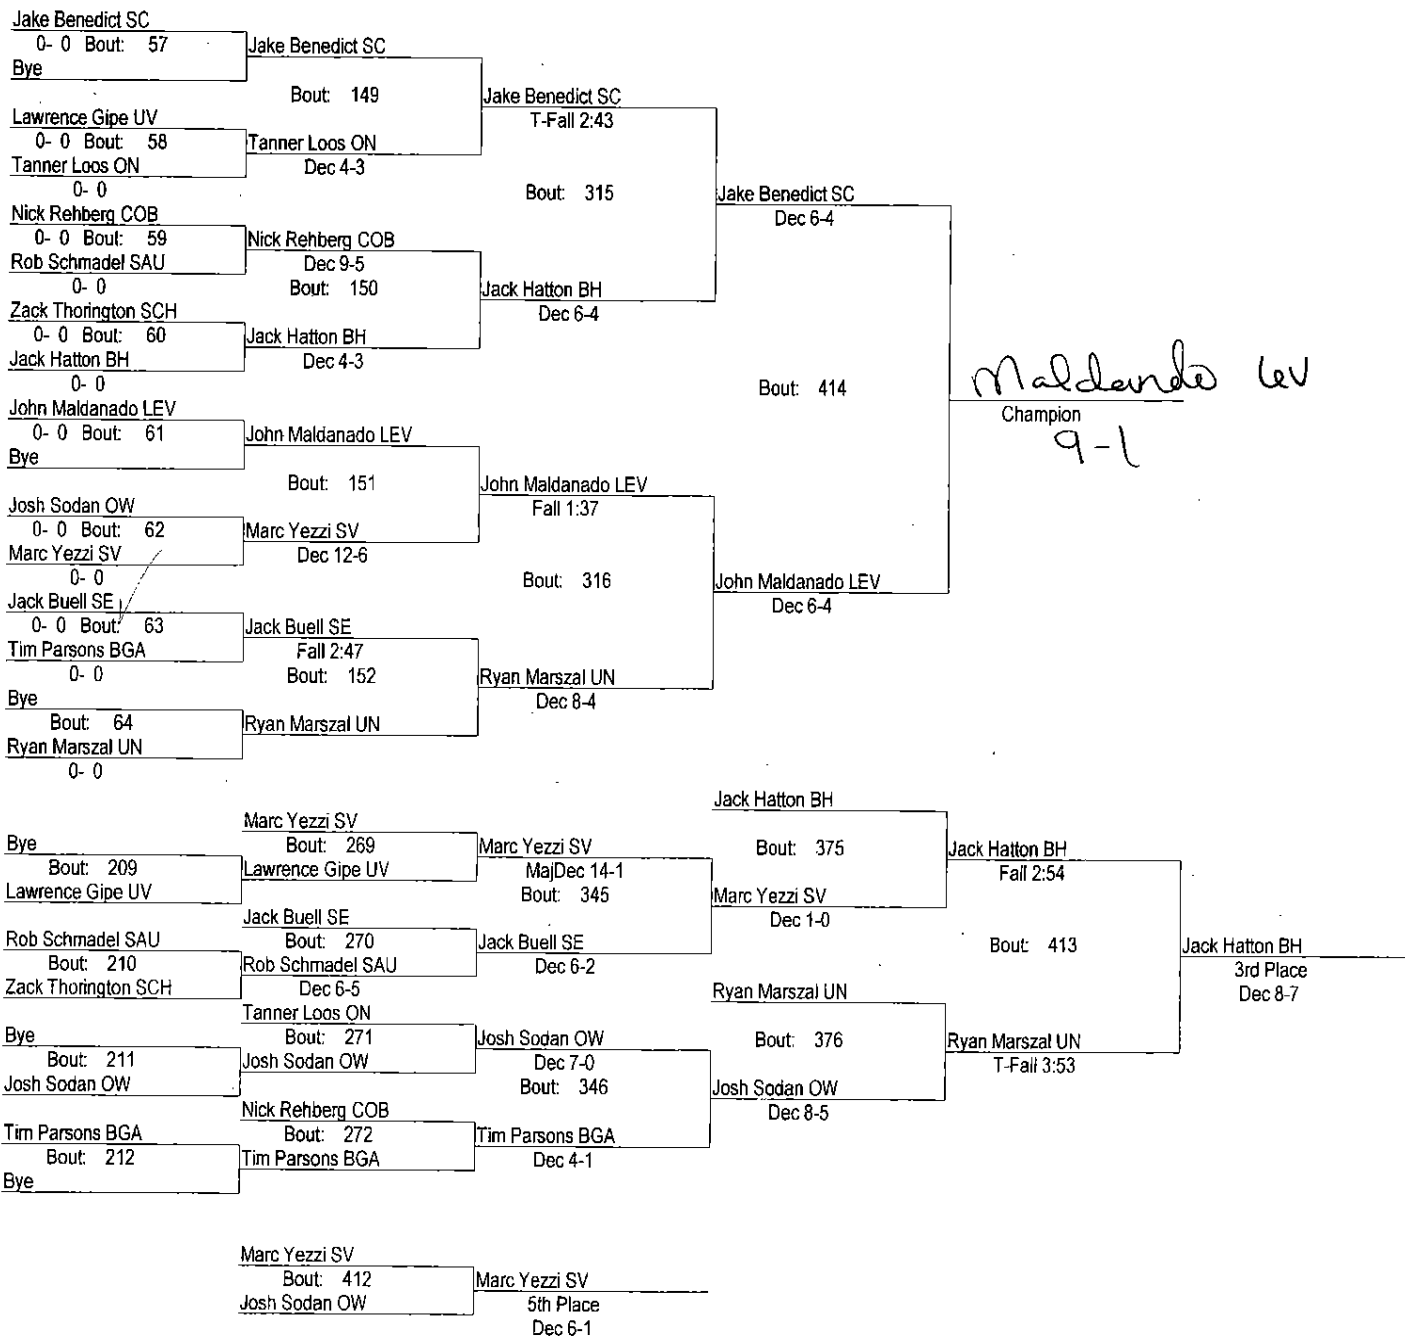 Jake Benedict SC
0- 0 Bout: 57
Bye
Lawrence Gipe UV
0- 0 Bout: 58
Tanner Loos ON
0- 0
Nick Rehberg COB
0- 0 Bout: 59
Rob Schmadel SAU
0- 0
Zack Thorington SCH
0- 0 Bout: 60
Jack Hatton BH
0- 0
John Maldanado LEV
0- 0 Bout: 61
Bye
Josh Sodan OW
0- 0 Bout: 62
Marc Yezzi SV
0- 0
Jack Buell SE
0- 0 Bout: 63
Tim Parsons BGA
0- 0
Bye
Bout: 64
Ryan Marszal UN
0- 0
Jake Benedict SC
Bout: 149
Tanner Loos ON
Dec 4-3
Nick Rehberg COB
Dec 9-5
Bout: 150
Jack Hatton BH
Dec 4-3
John Maldanado LEV
Bout: 151
Marc Yezzi SV
Dec 12-6
Jack Buell SE
Fall 2:47
Bout: 152
Ryan Marszal UN
Jake Benedict SC
T-Fall 2:43
Bout: 315
Jack Hatton BH
Dec 6-4
John Maldanado LEV
Fall 1:37
Bout: 316
Ryan Marszal UN
Dec 8-4
Jake Benedict SC
Dec 6-4
Bout: 414
John Maldanado LEV
Dec 6-4
Maldando LeV
Champion
9-1
Bye
Bout: 209
Lawrence Gipe UV
Rob Schmadel SAU
Bout: 210
Zack Thorington SCH
Bye
Bout: 211
Josh Sodan OW
Tim Parsons BGA
Bout: 212
Bye
Marc Yezzi SV
Bout: 269
Lawrence Gipe UV
Jack Buell SE
Bout: 270
Rob Schmadel SAU
Dec 6-5
Tanner Loos ON
Bout: 271
Josh Sodan OW
Nick Rehberg COB
Bout: 272
Tim Parsons BGA
Marc Yezzi SV
MajDec 14-1
Bout: 345
Jack Buell SE
Dec 6-2
Josh Sodan OW
Dec 7-0
Bout: 346
Tim Parsons BGA
Dec 4-1
Jack Hatton BH
Bout: 375
Marc Yezzi SV
Dec 1-0
Ryan Marszal UN
Bout: 376
Josh Sodan OW
Dec 8-5
Jack Hatton BH
Fall 2:54
Bout: 413
Ryan Marszal UN
T-Fall 3:53
Jack Hatton BH
3rd Place
Dec 8-7
Marc Yezzi SV
Bout: 412
Josh Sodan OW
Marc Yezzi SV
5th Place
Dec 6-1